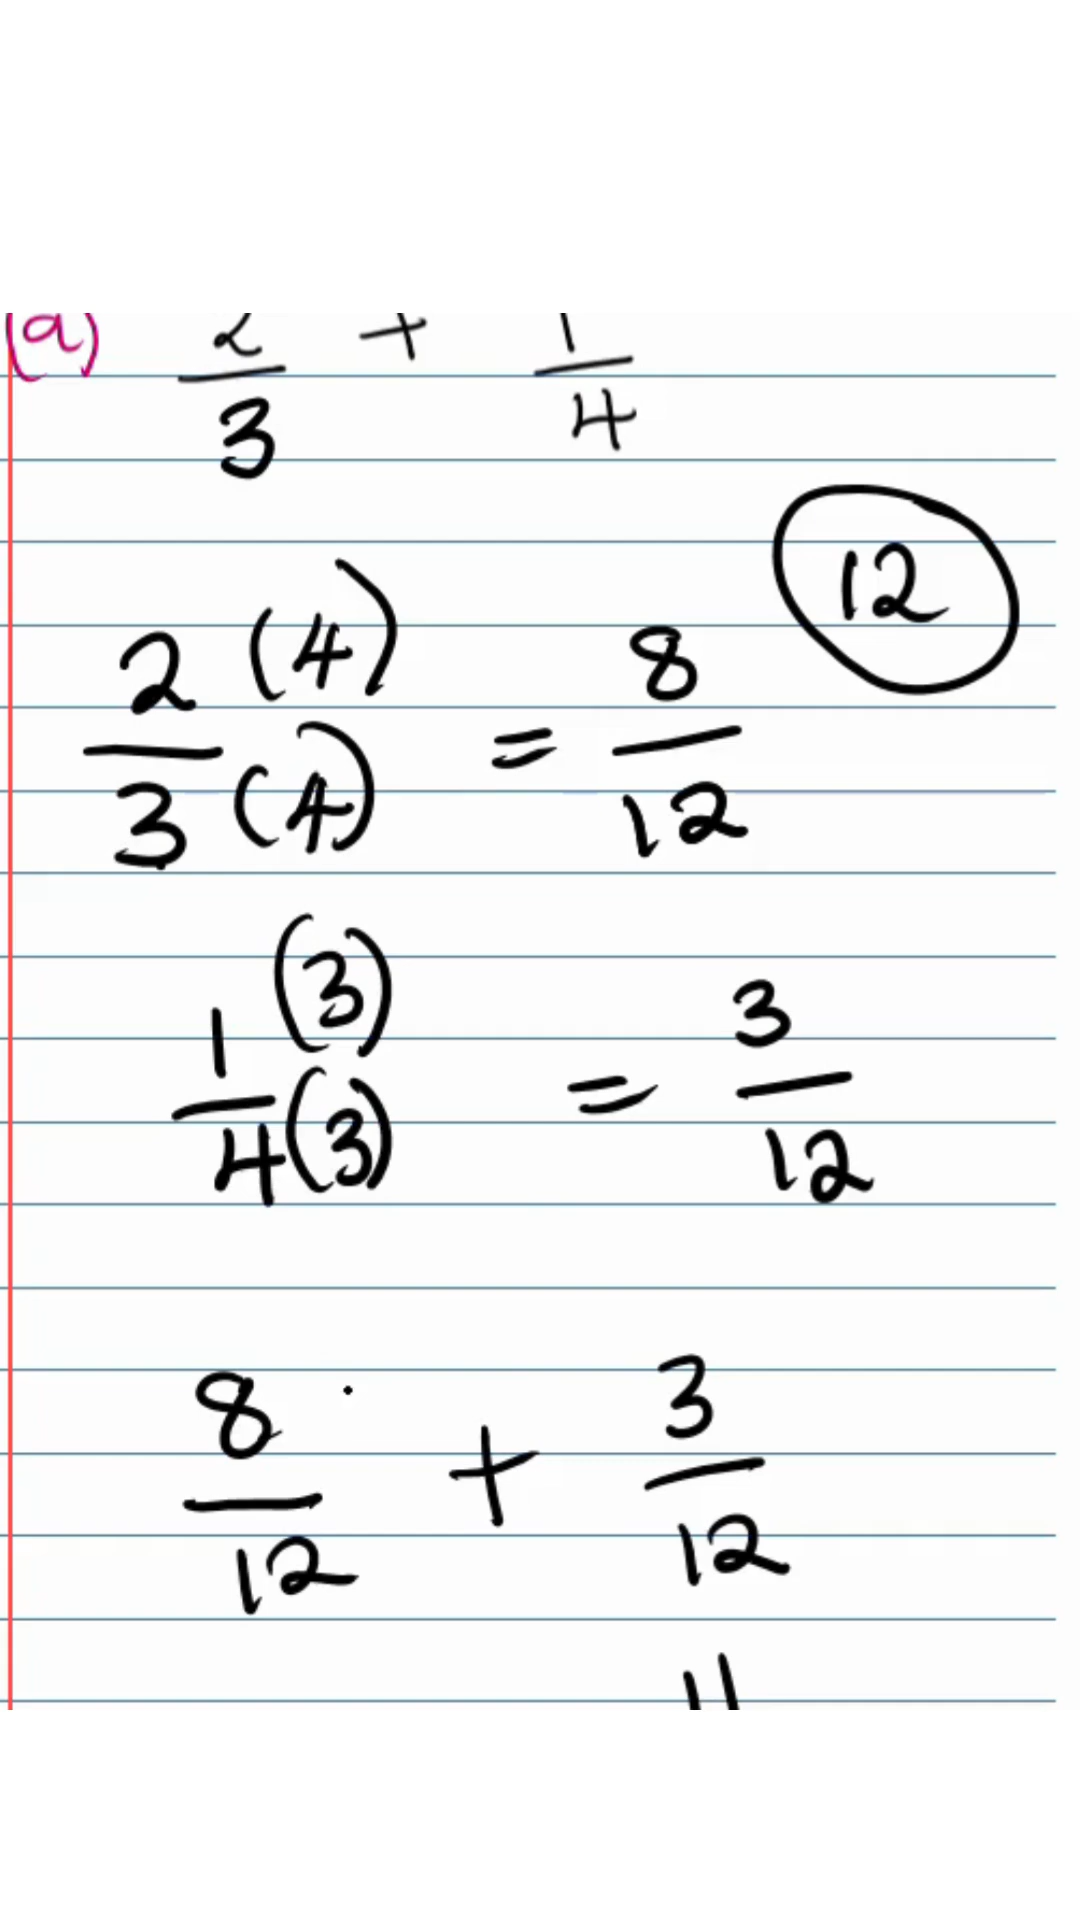 (a) 2/3 + 1/4
12
2(4)/3(4) = 8/12
1(3)/4(3) = 3/12
8/12 + 3/12
11